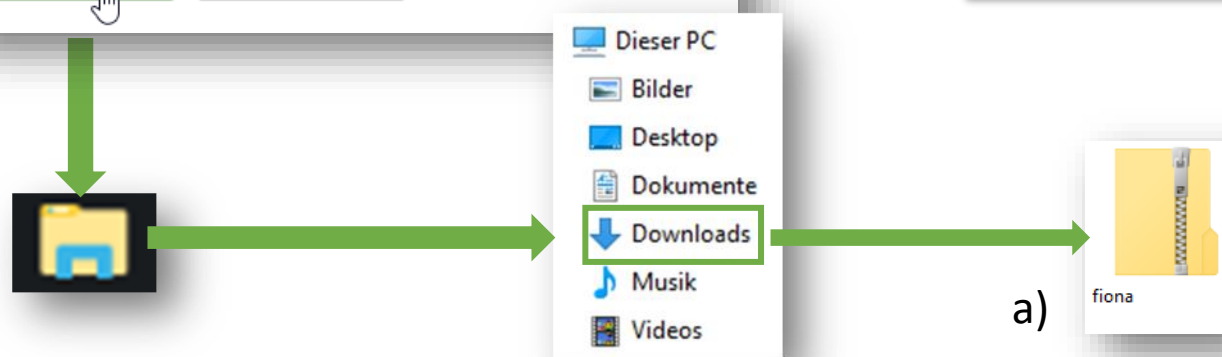 Dieser PC
Bilder
Desktop
Dokumente
Downloads
Musik
Videos
a)
fiona